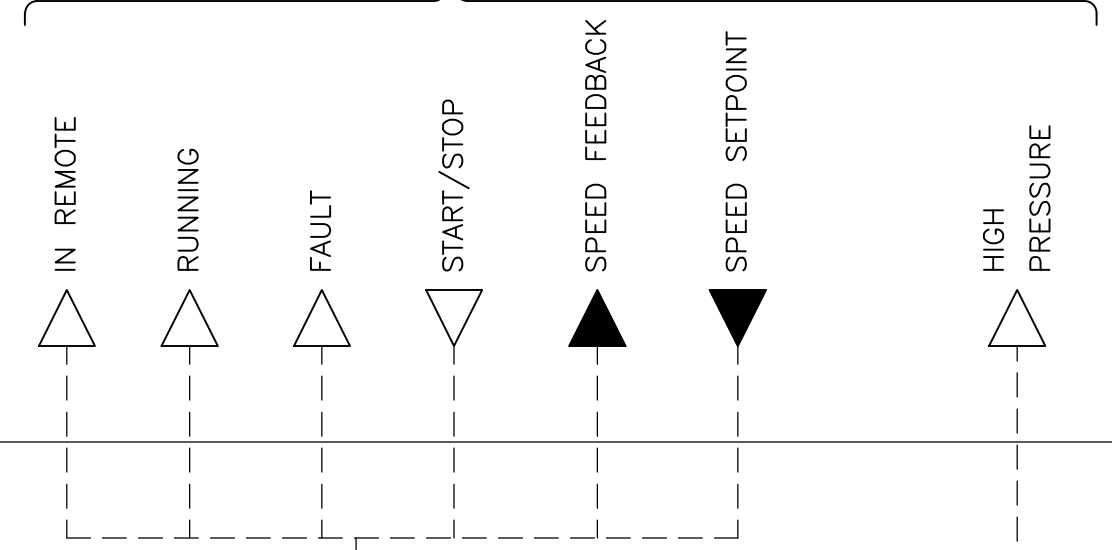 IN REMOTE
RUNNING
FAULT
START/STOP
SPEED FEEDBACK
SPEED SETPOINT
HIGH
PRESSURE